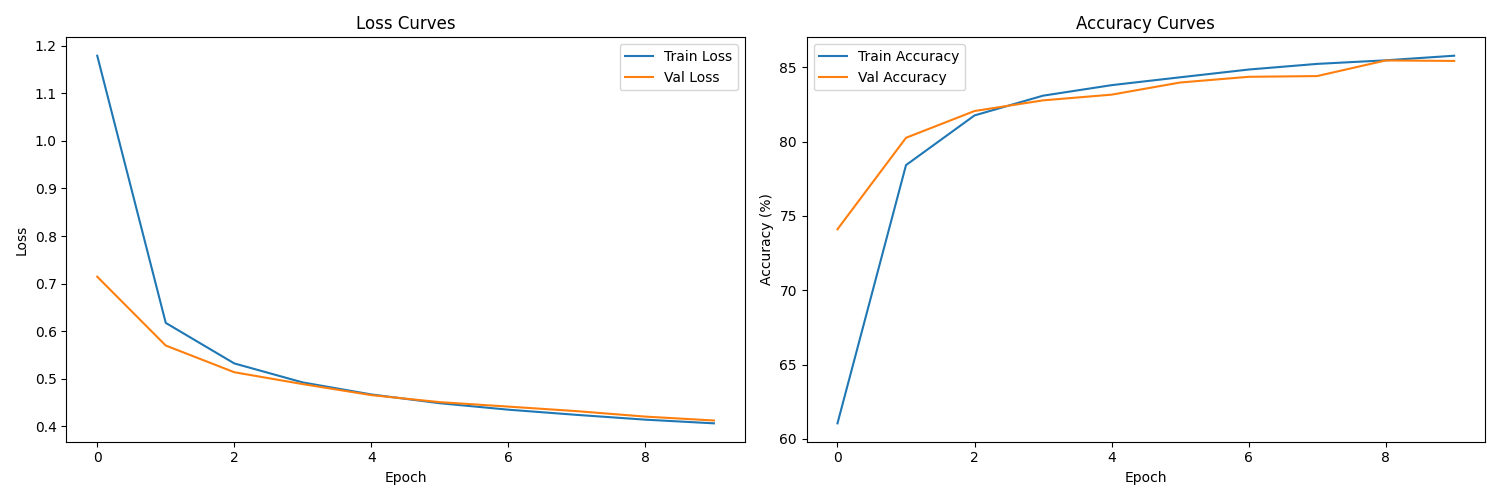 Loss Curves
1.2
1.1
1.0
0.9
0.8
0.7
0.6
0.5
0.4
Loss
0 2 4 6 8
Epoch
Train Loss
Val Loss
Accuracy Curves
85
80
75
70
65
60
Accuracy (%)
0 2 4 6 8
Epoch
Train Accuracy
Val Accuracy